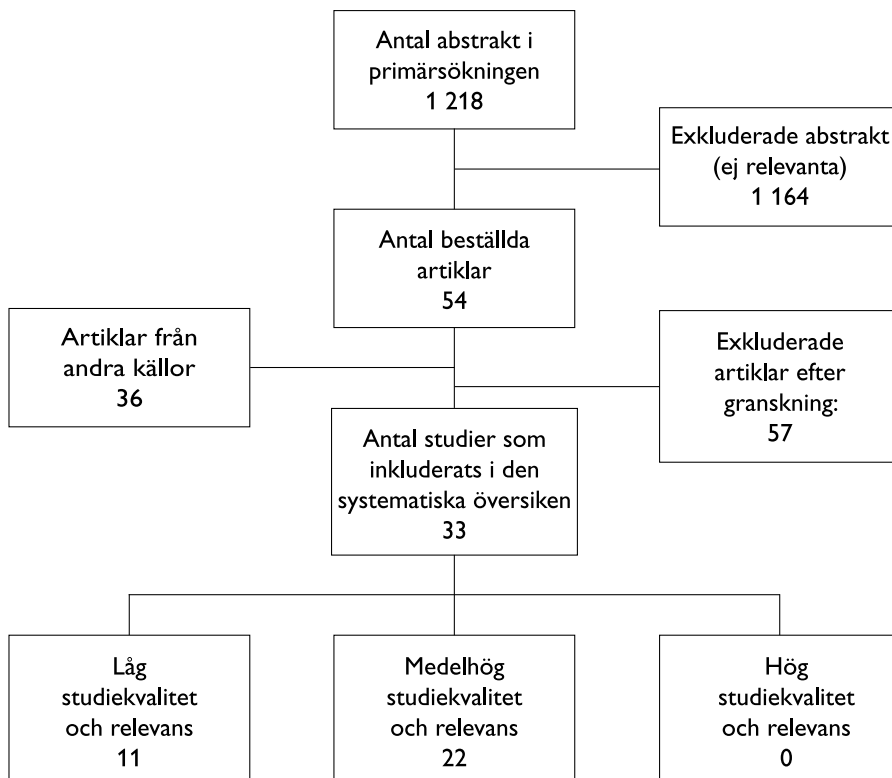 Antal abstrakt i
primärsökningen
1 218
Exkluderade abstrakt
(ej relevanta)
1 164
Antal beställda
artiklar
54
Artiklar från
andra källor
36
Exkluderade
artiklar efter
granskning:
57
Antal studier som
inkluderats i den
systematiska översiken
33
Låg
studiekvalitet
och relevans
11
Medelhög
studiekvalitet
och relevans
22
Hög
studiekvalitet
och relevans
0